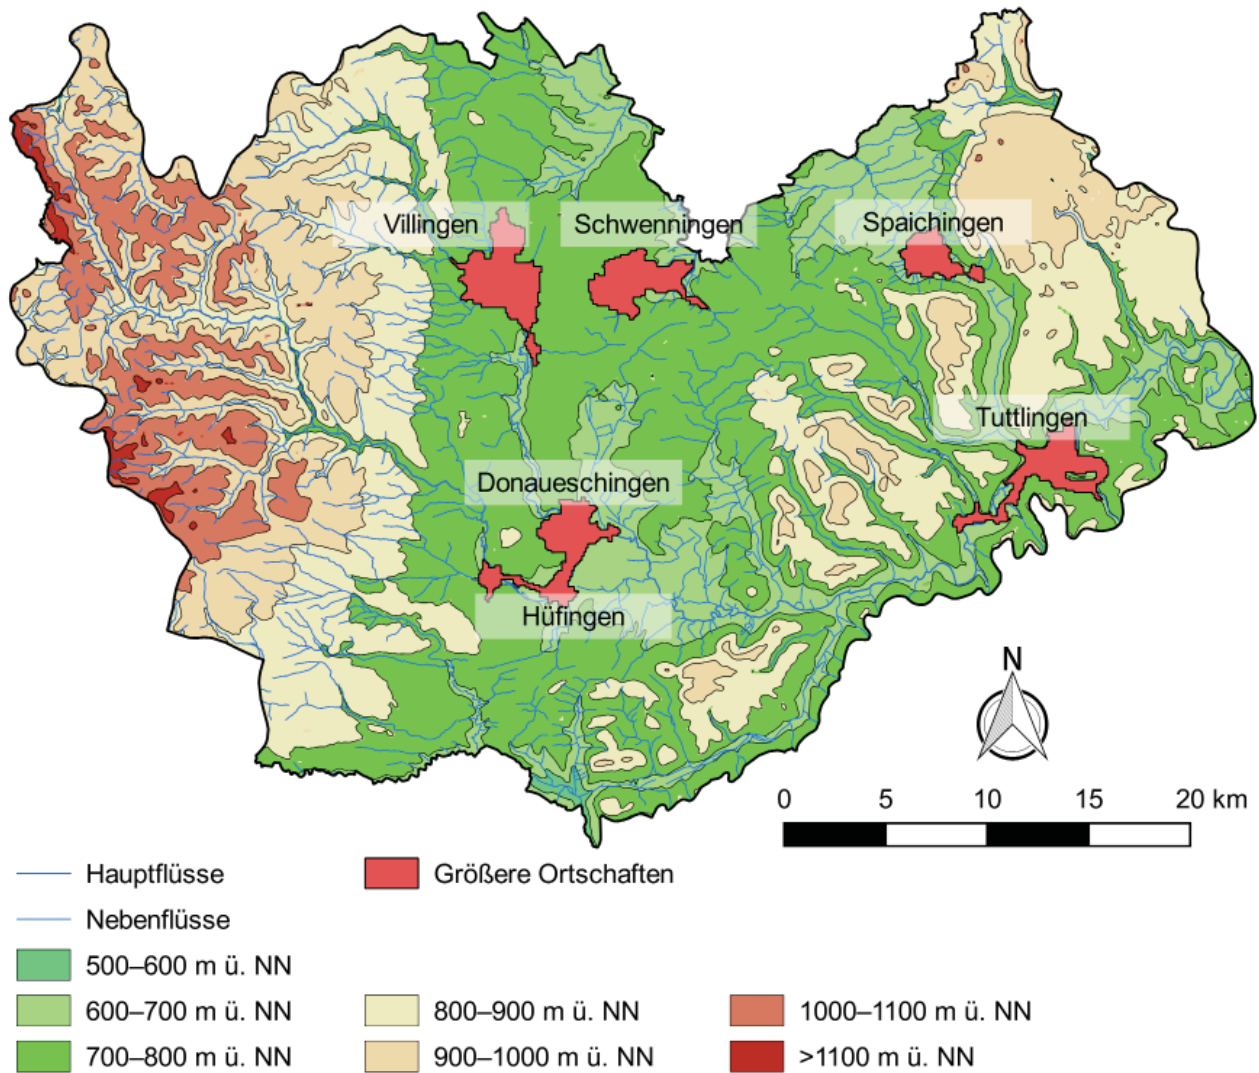 Villingen
Schwenningen
Spaichingen
Tuttlingen
Donaueschingen
Hüfingen
N
0 5 10 15 20 km
Hauptflüsse
Größere Ortschaften
Nebenflüsse
500–600 m ü. NN
600–700 m ü. NN
800–900 m ü. NN
1000–1100 m ü. NN
700–800 m ü. NN
900–1000 m ü. NN
>1100 m ü. NN